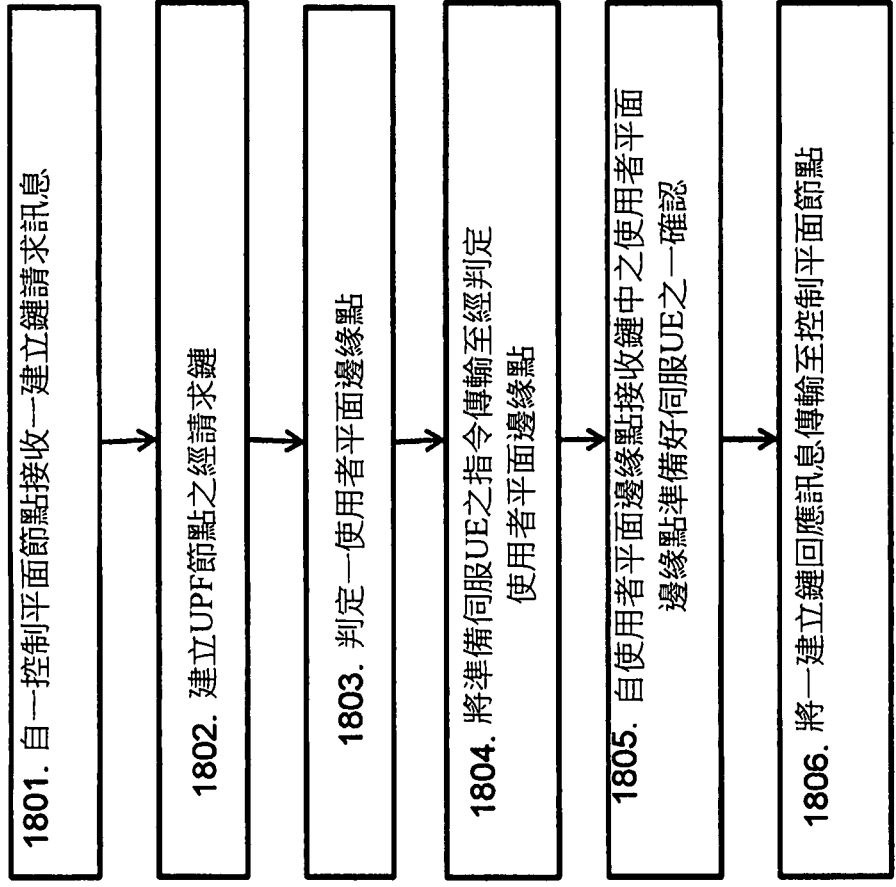 1801. 自一控制平面節點接收一建立鏈請求訊息
1802. 建立UPF節點之經請求鏈
1803. 判定一使用者平面邊緣點
1804. 將準備伺服UE之指令傳輸至經判定
使用者平面邊緣點
1805. 自使用者平面邊緣點接收鏈中之使用者平面
邊緣點準備好伺服UE之一確認
1806. 將一建立鏈回應訊息傳輸至控制平面節點